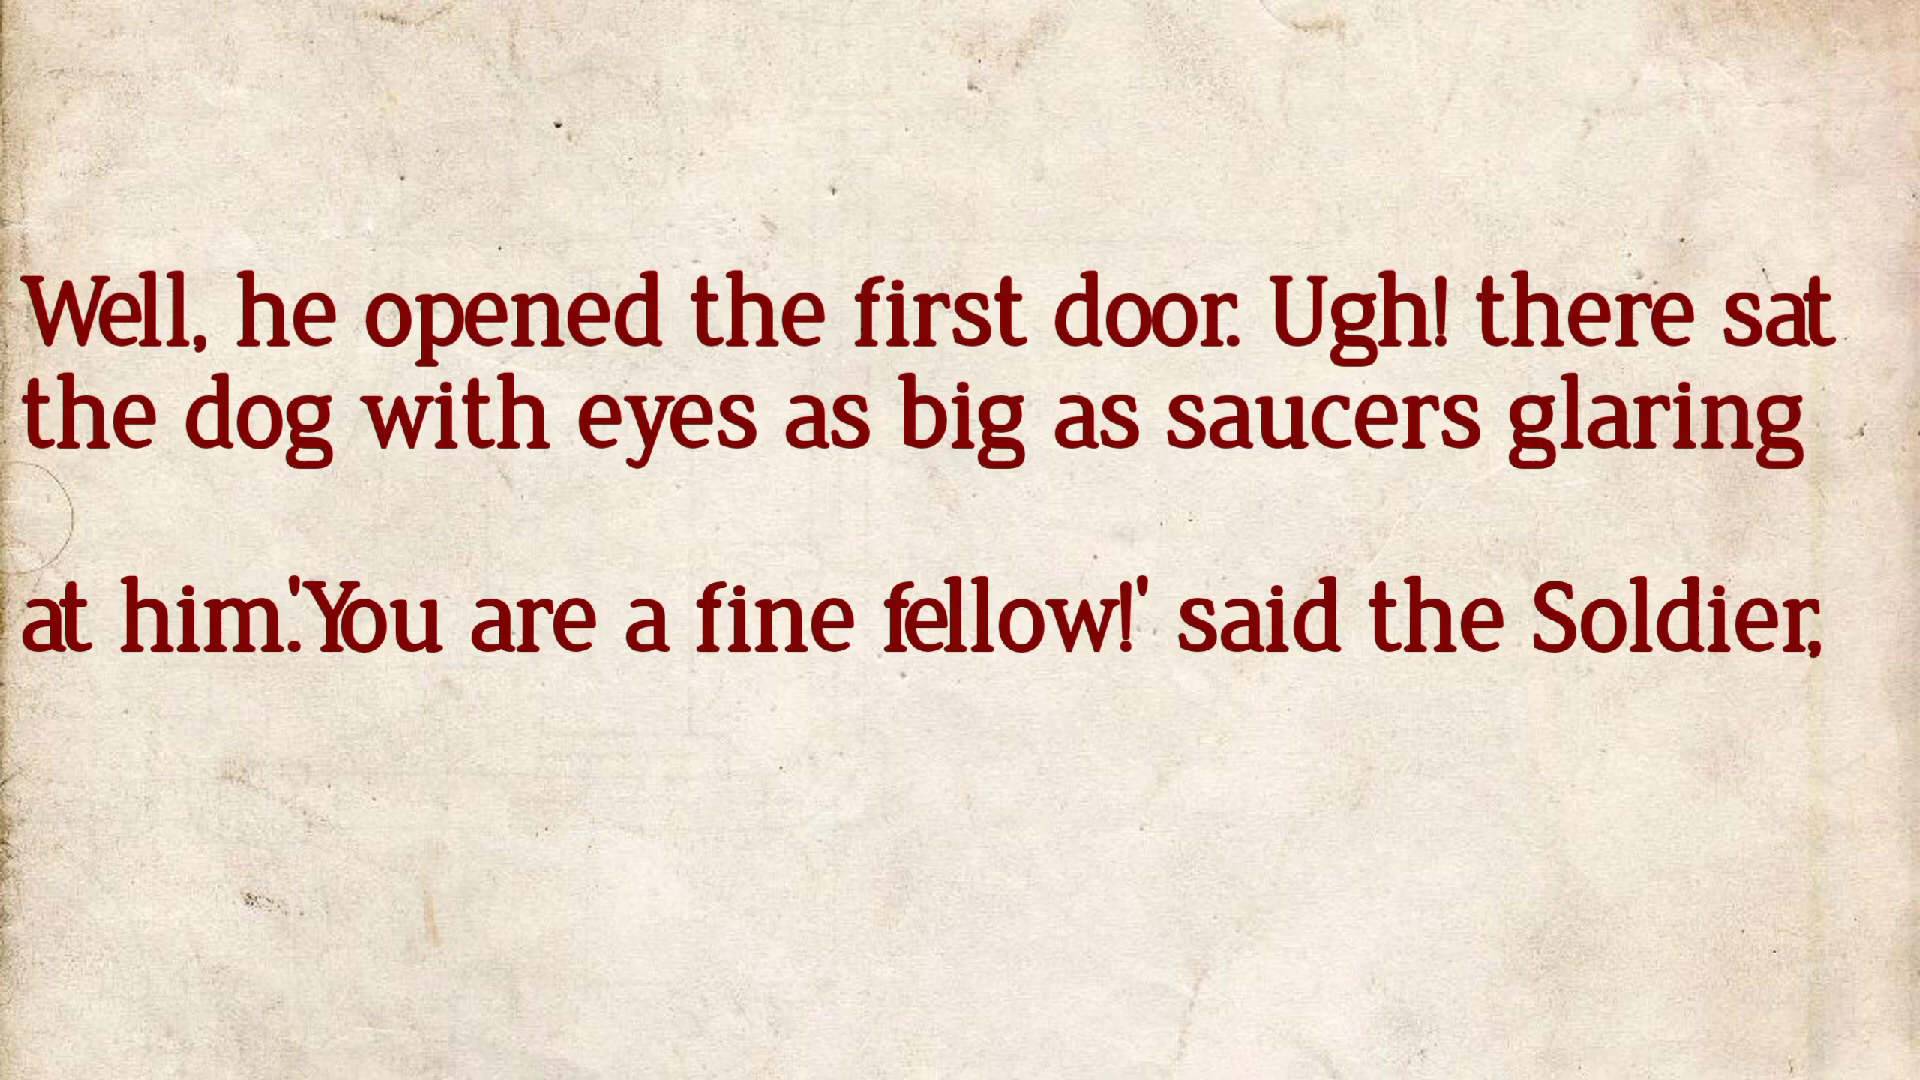 Well, he opened the first door. Ugh! there sat
the dog with eyes as big as saucers glaring
at him.'You are a fine fellow!' said the Soldier,